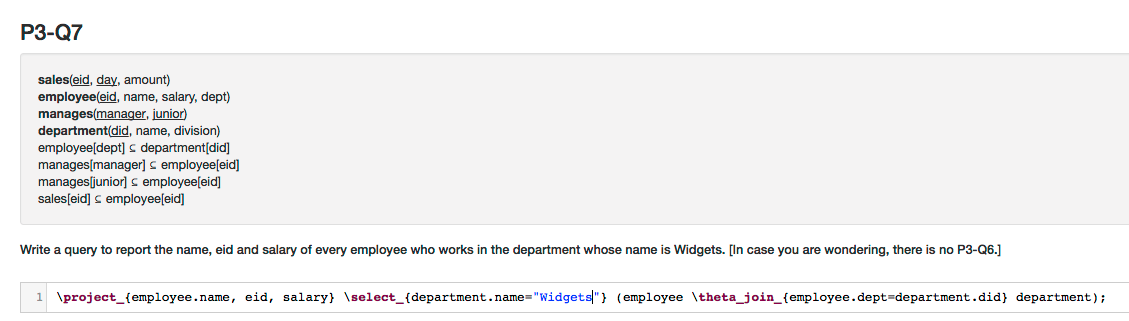 P3-Q7
sales(eid, day, amount)
employee(eid, name, salary, dept)
manages(manager, junior)
department(did, name, division)
employee[dept] ⊆ department[did]
manages[manager] ⊆ employee[eid]
manages[junior] ⊆ employee[eid]
sales[eid] ⊆ employee[eid]
Write a query to report the name, eid and salary of every employee who works in the department whose name is Widgets. [In case you are wondering, there is no P3-Q6.]
1 \project_{employee.name, eid, salary} \select_{department.name="Widgets"} (employee \theta_join_{employee.dept=department.did} department);